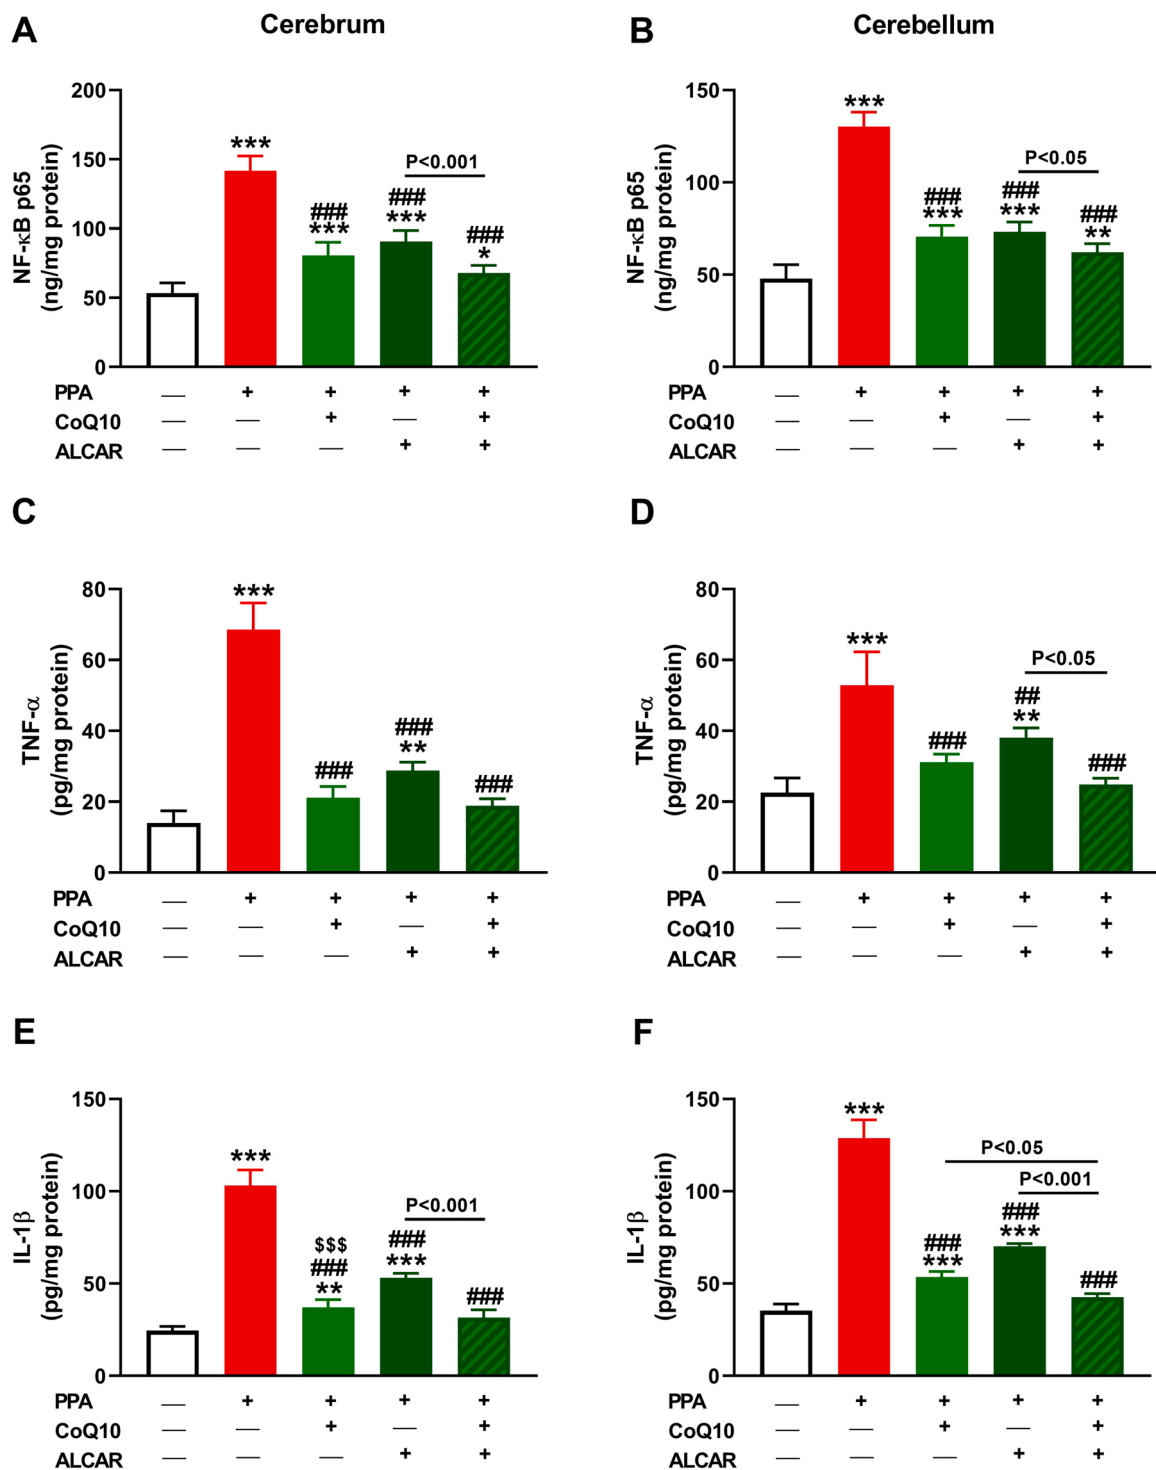 A
Cerebrum
B
Cerebellum
NF-κB p65
(ng/mg protein)
200
150
100
50
0
***
###
***
###
***
P<0.001
###
*
PPA — + + + +
CoQ10 — — + — +
ALCAR — — — + +
NF-κB p65
(ng/mg protein)
150
100
50
0
***
###
***
###
***
P<0.05
###
**
PPA — + + + +
CoQ10 — — + — +
ALCAR — — — + +
C
D
TNF-α
(pg/mg protein)
80
60
40
20
0
***
###
###
**
###
PPA — + + + +
CoQ10 — — + — +
ALCAR — — — + +
TNF-α
(pg/mg protein)
80
60
40
20
0
***
###
##
**
P<0.05
###
PPA — + + + +
CoQ10 — — + — +
ALCAR — — — + +
E
F
IL-1β
(pg/mg protein)
150
100
50
0
***
$$$
###
**
###
***
P<0.001
###
PPA — + + + +
CoQ10 — — + — +
ALCAR — — — + +
IL-1β
(pg/mg protein)
150
100
50
0
***
###
***
###
***
P<0.05
P<0.001
###
PPA — + + + +
CoQ10 — — + — +
ALCAR — — — + +